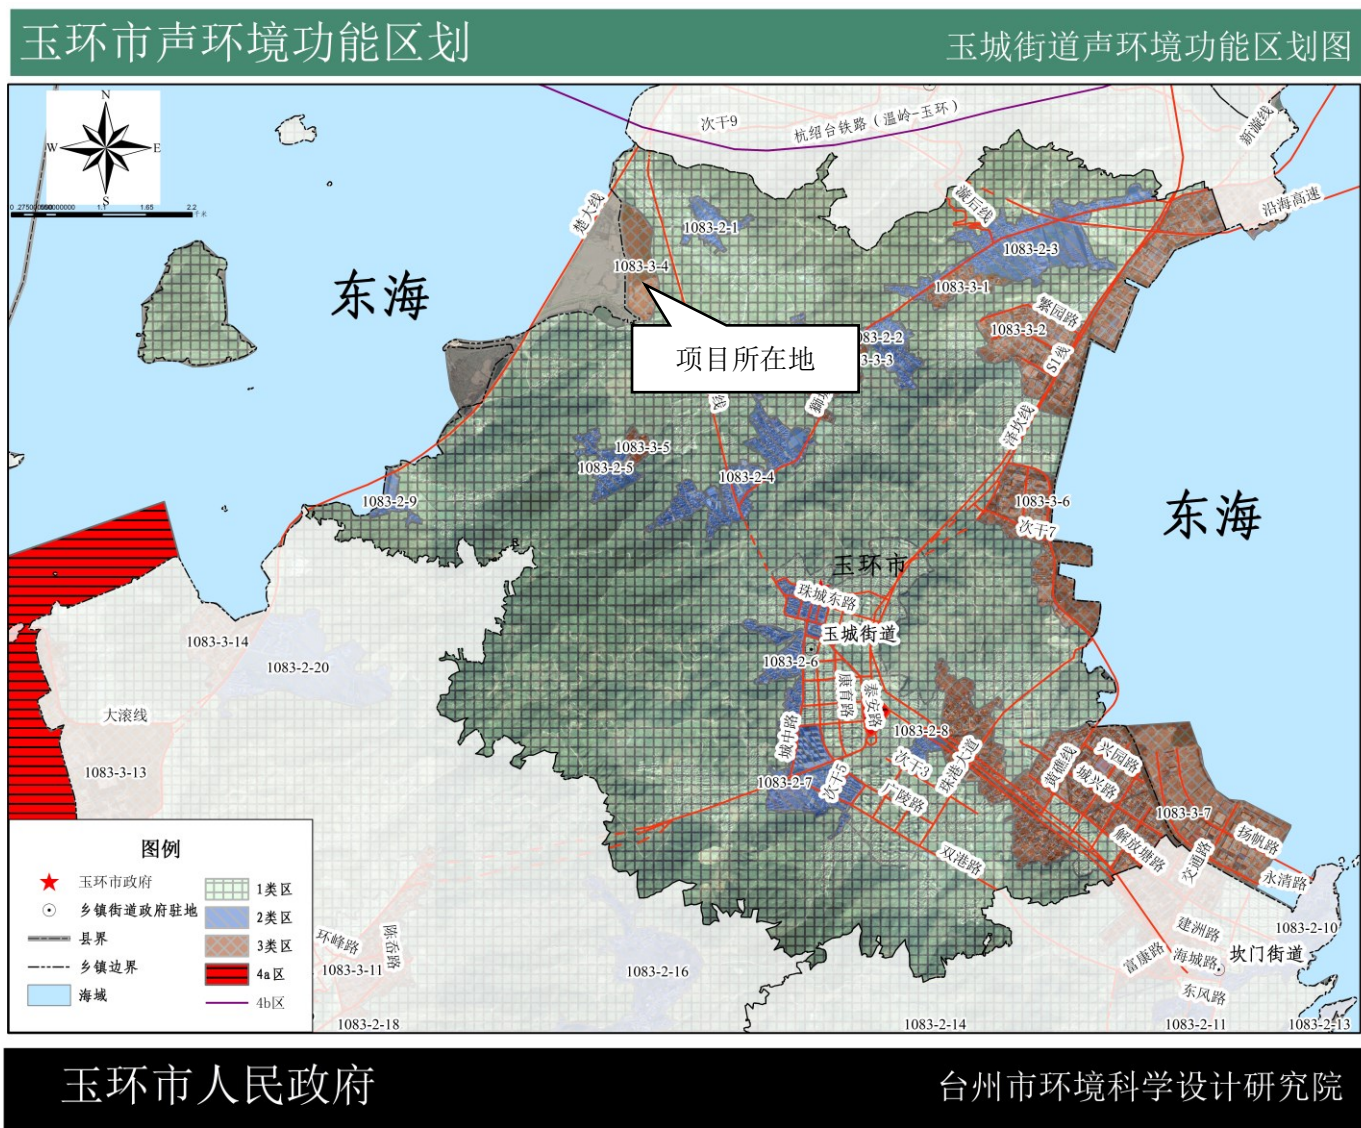 玉环市声环境功能区划
玉城街道声环境功能区划图
N
W
E
S
1.1
1.65
2.2
千米
次干9
杭绍台铁路（温岭-玉环）
新漩线
沿海高速
楚大线
漩后线
1083-2-1
1083-2-3
1083-3-4
1083-3-1
东海
繁园路
1083-3-2
S1线
083-2-2
3-3-3
项目所在地
泽坎线
1083-3-5
1083-2-5
1083-2-4
1083-2-9
1083-3-6
次干7
东海
玉环市
珠城东路
玉城街道
1083-3-14
1083-2-20
1083-2-6
康育路
泰安路
大滚线
城中路
1083-2-8
1083-3-13
次干3
珠港大道
黄礁线
兴园路
城兴路
1083-2-7
次干5
广陵路
1083-3-7
扬帆路
解放塘路
交通路
双港路
永清路
图例
玉环市政府
乡镇街道政府驻地
县界
乡镇边界
海域
1类区
2类区
3类区
4a区
4b区
环峰路
陈岙路
1083-3-11
1083-2-16
建洲路
1083-2-10
富康路
海城路
坎门街道
东风路
1083-2-18
1083-2-14
1083-2-11
1083-2-13
玉环市人民政府
台州市环境科学设计研究院